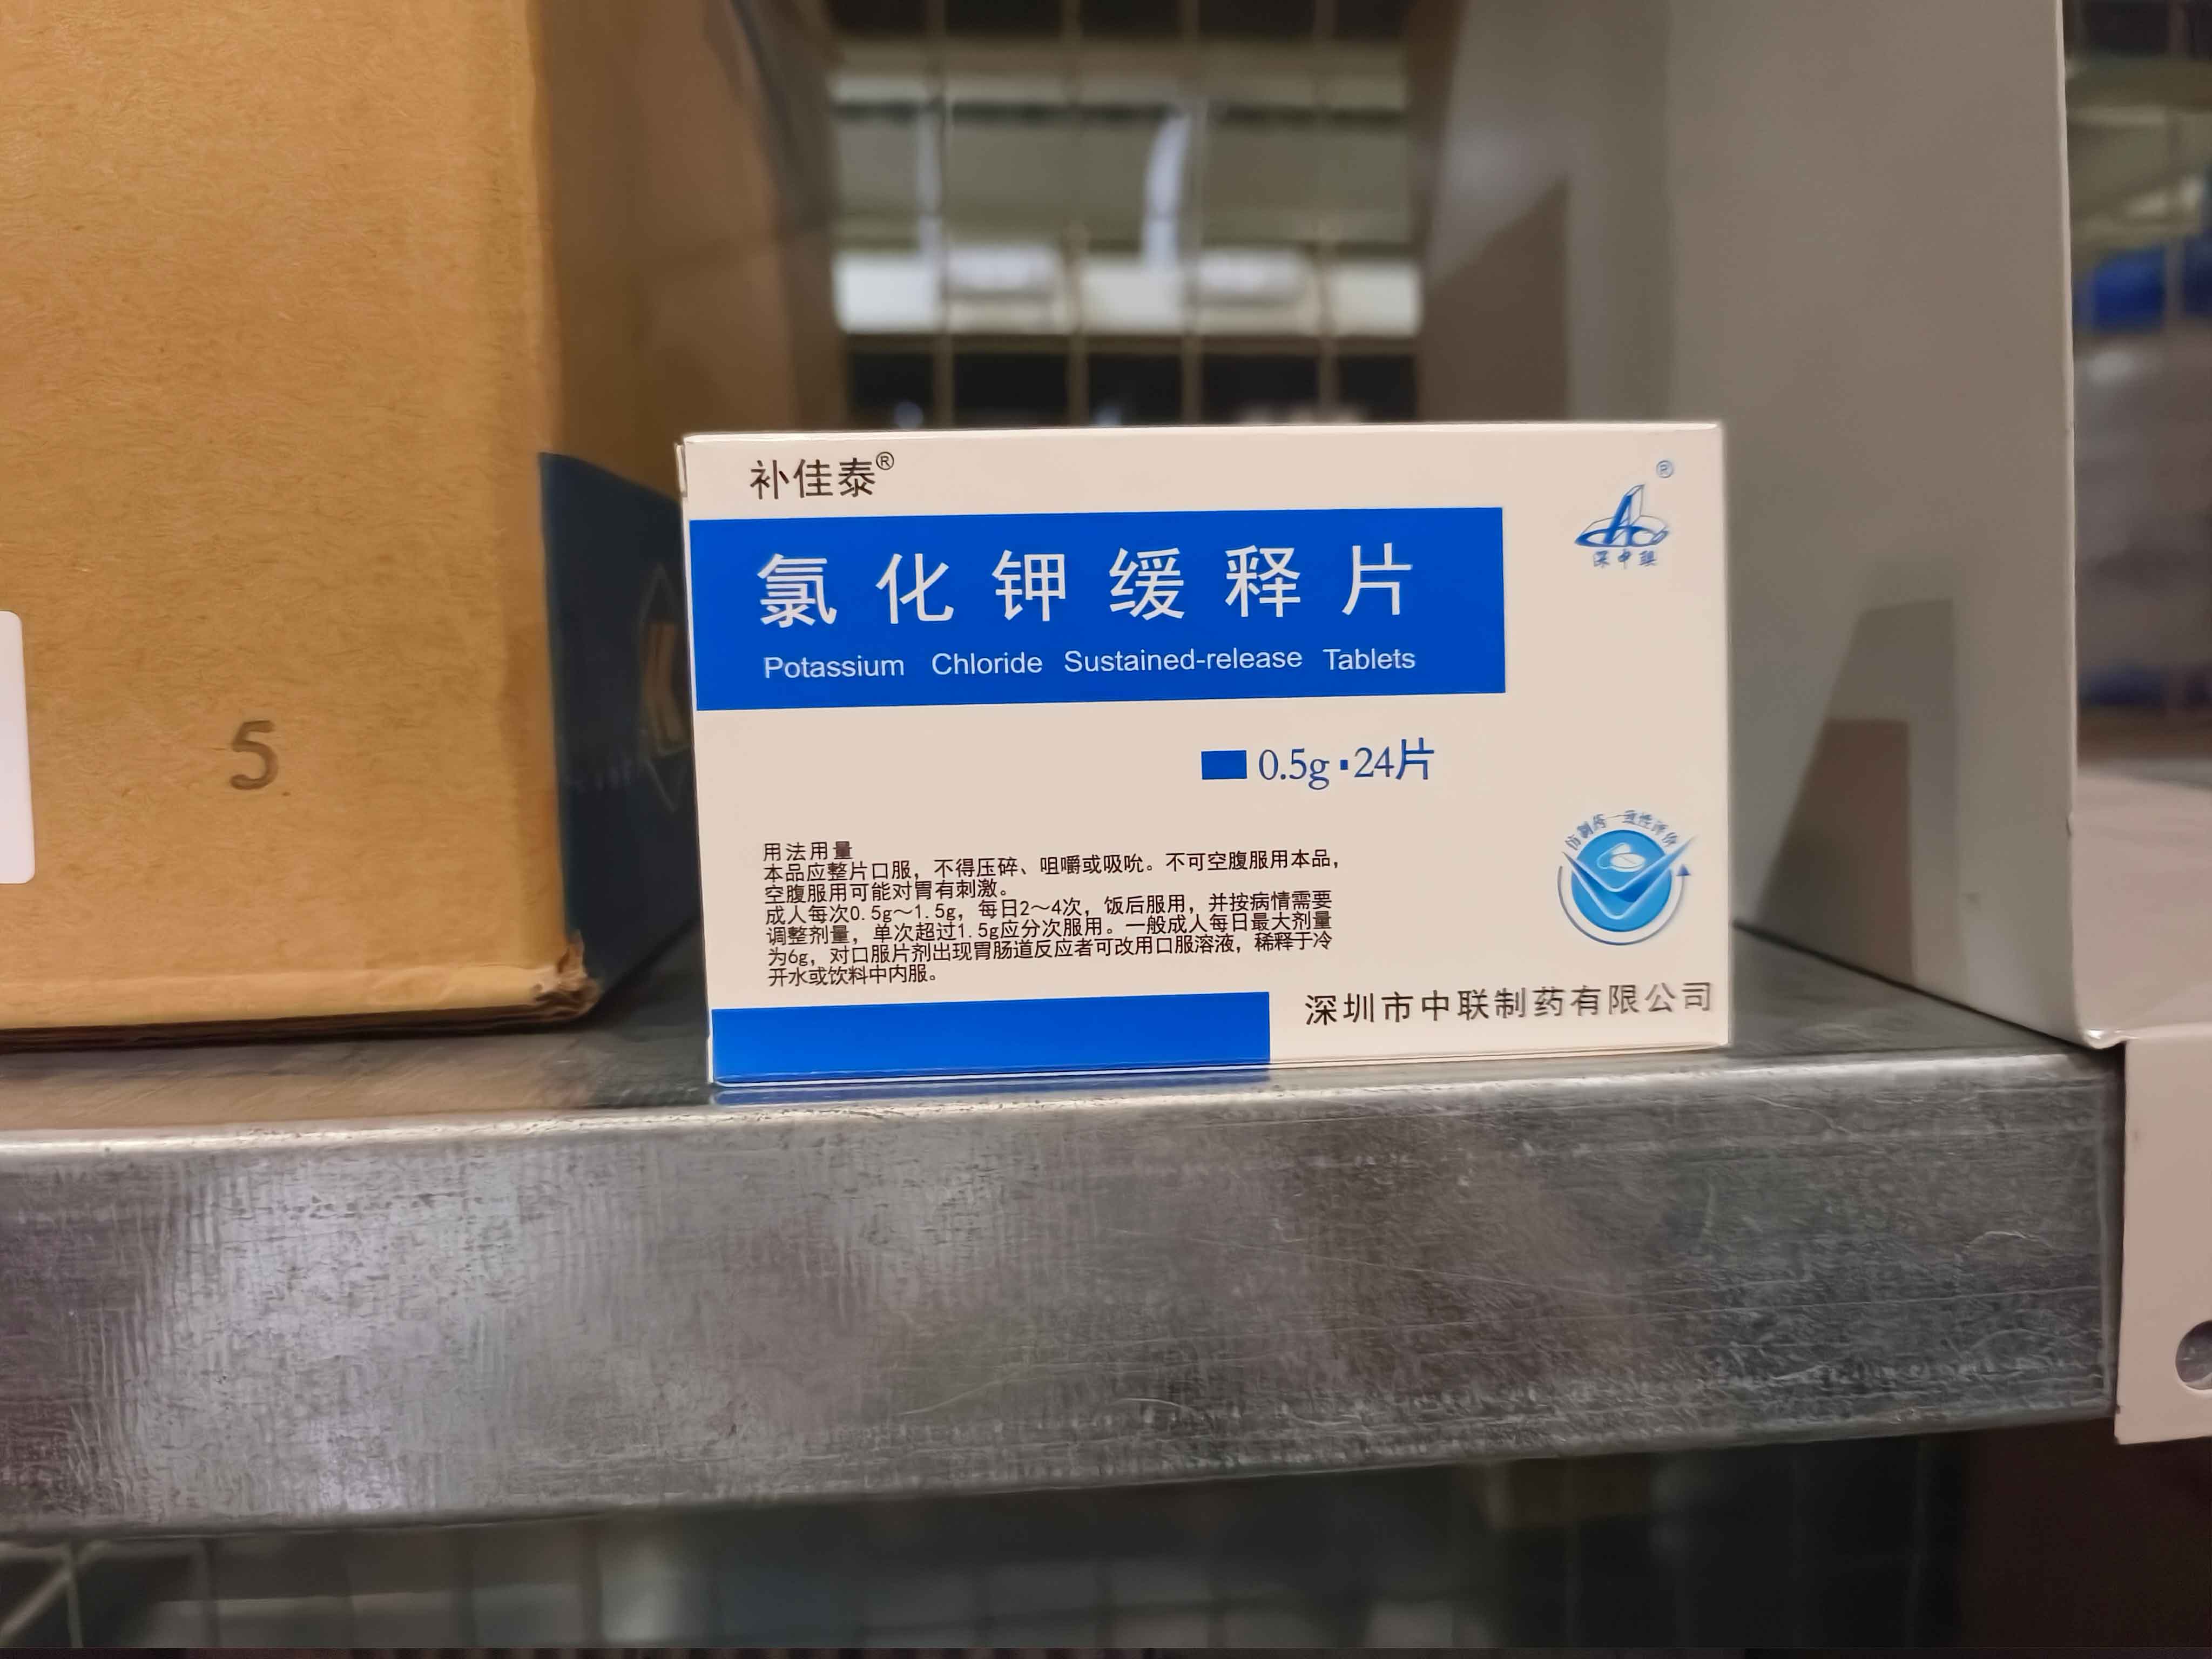 5
补佳泰®
氯化钾缓释片
Potassium Chloride Sustained-release Tablets
0.5g·24片
用法用量
本品应整片口服，不得压碎、咀嚼或吸吮。不可空腹服用本品，
空腹服用可能对胃有刺激。
成人每次0.5g～1.5g，每日2～4次，饭后服用，并按病情需要
调整剂量，单次超过1.5g应分次服用。一般成人每日最大剂量
为6g，对口服片剂出现胃肠道反应者可改用口服溶液，稀释于冷
开水或饮料中内服。
®
深中联
仿制药一致性评价
深圳市中联制药有限公司